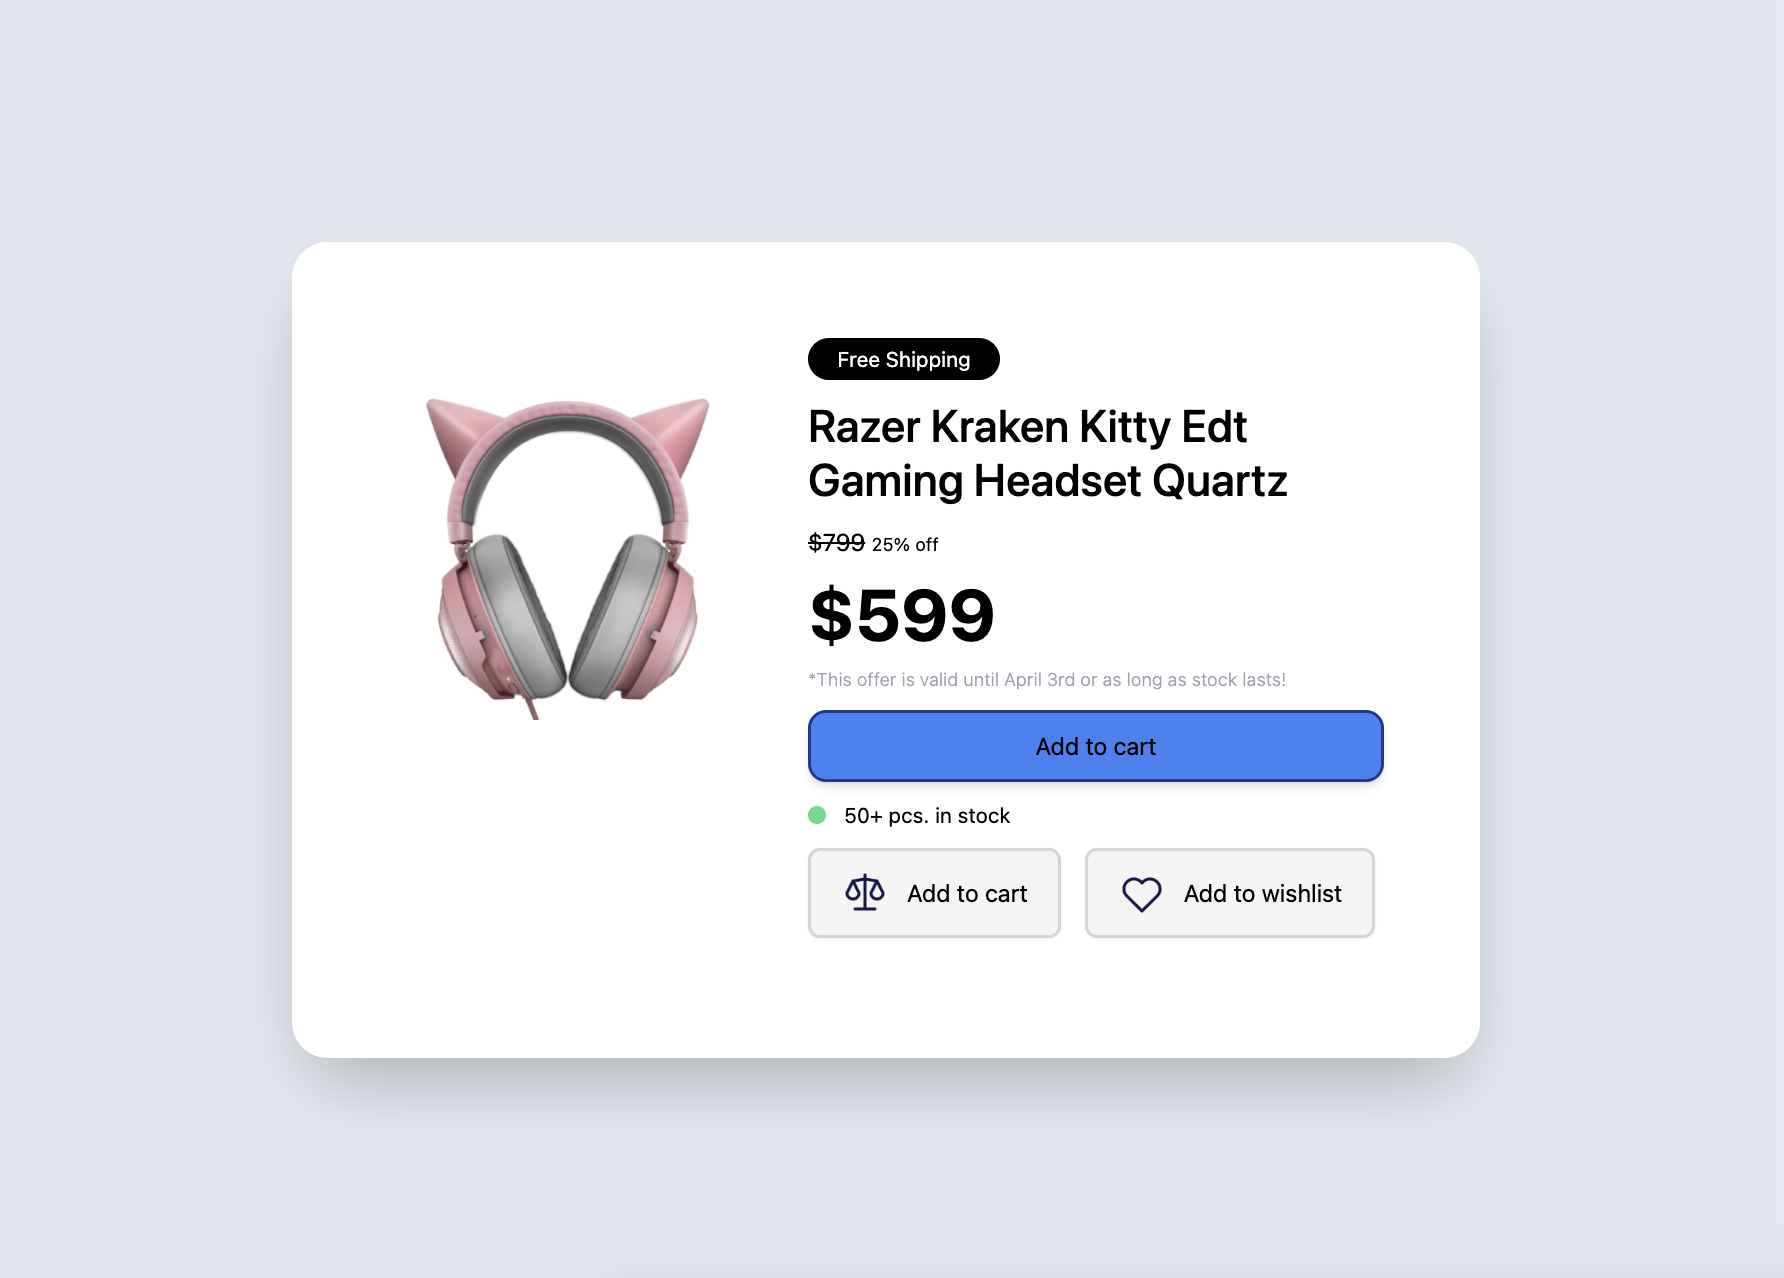 Free Shipping
Razer Kraken Kitty Edt
Gaming Headset Quartz
$799 25% off
$599
*This offer is valid until April 3rd or as long as stock lasts!
Add to cart
50+ pcs. in stock
Add to cart
Add to wishlist